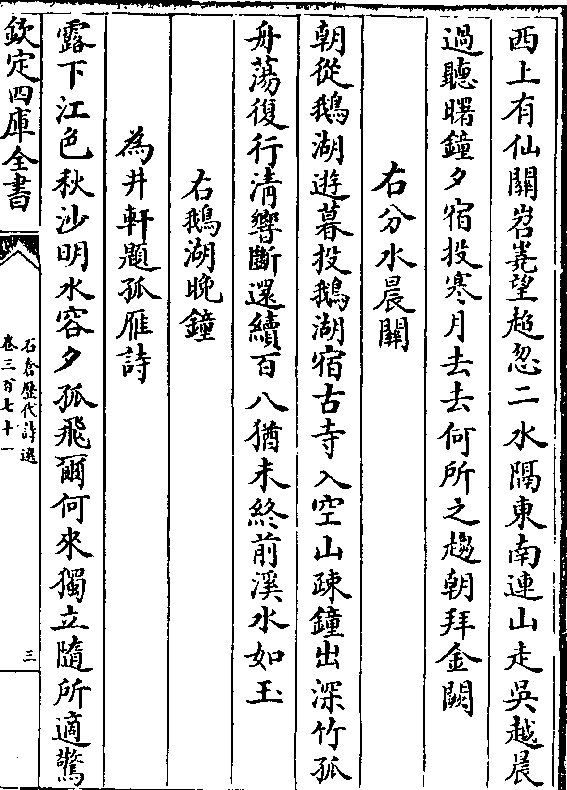 西上有仙關岧嶤望超忽二水隔東南連山走吳越晨
過聽曙鐘夕宿投寒月去去何所之趨朝拜金闕
右分水晨關
朝從鵝湖遊暮投鵝湖宿古寺入空山疎鐘出深竹孤
舟蕩復行清響斷還續百八猶未終前溪水如玉
右鵝湖晚鐘
為井軒題孤雁詩
露下江色秋沙明水容夕孤飛爾何來獨立隨所適驚
欽定四庫全書
石倉歷代詩選
卷三百七十一
三